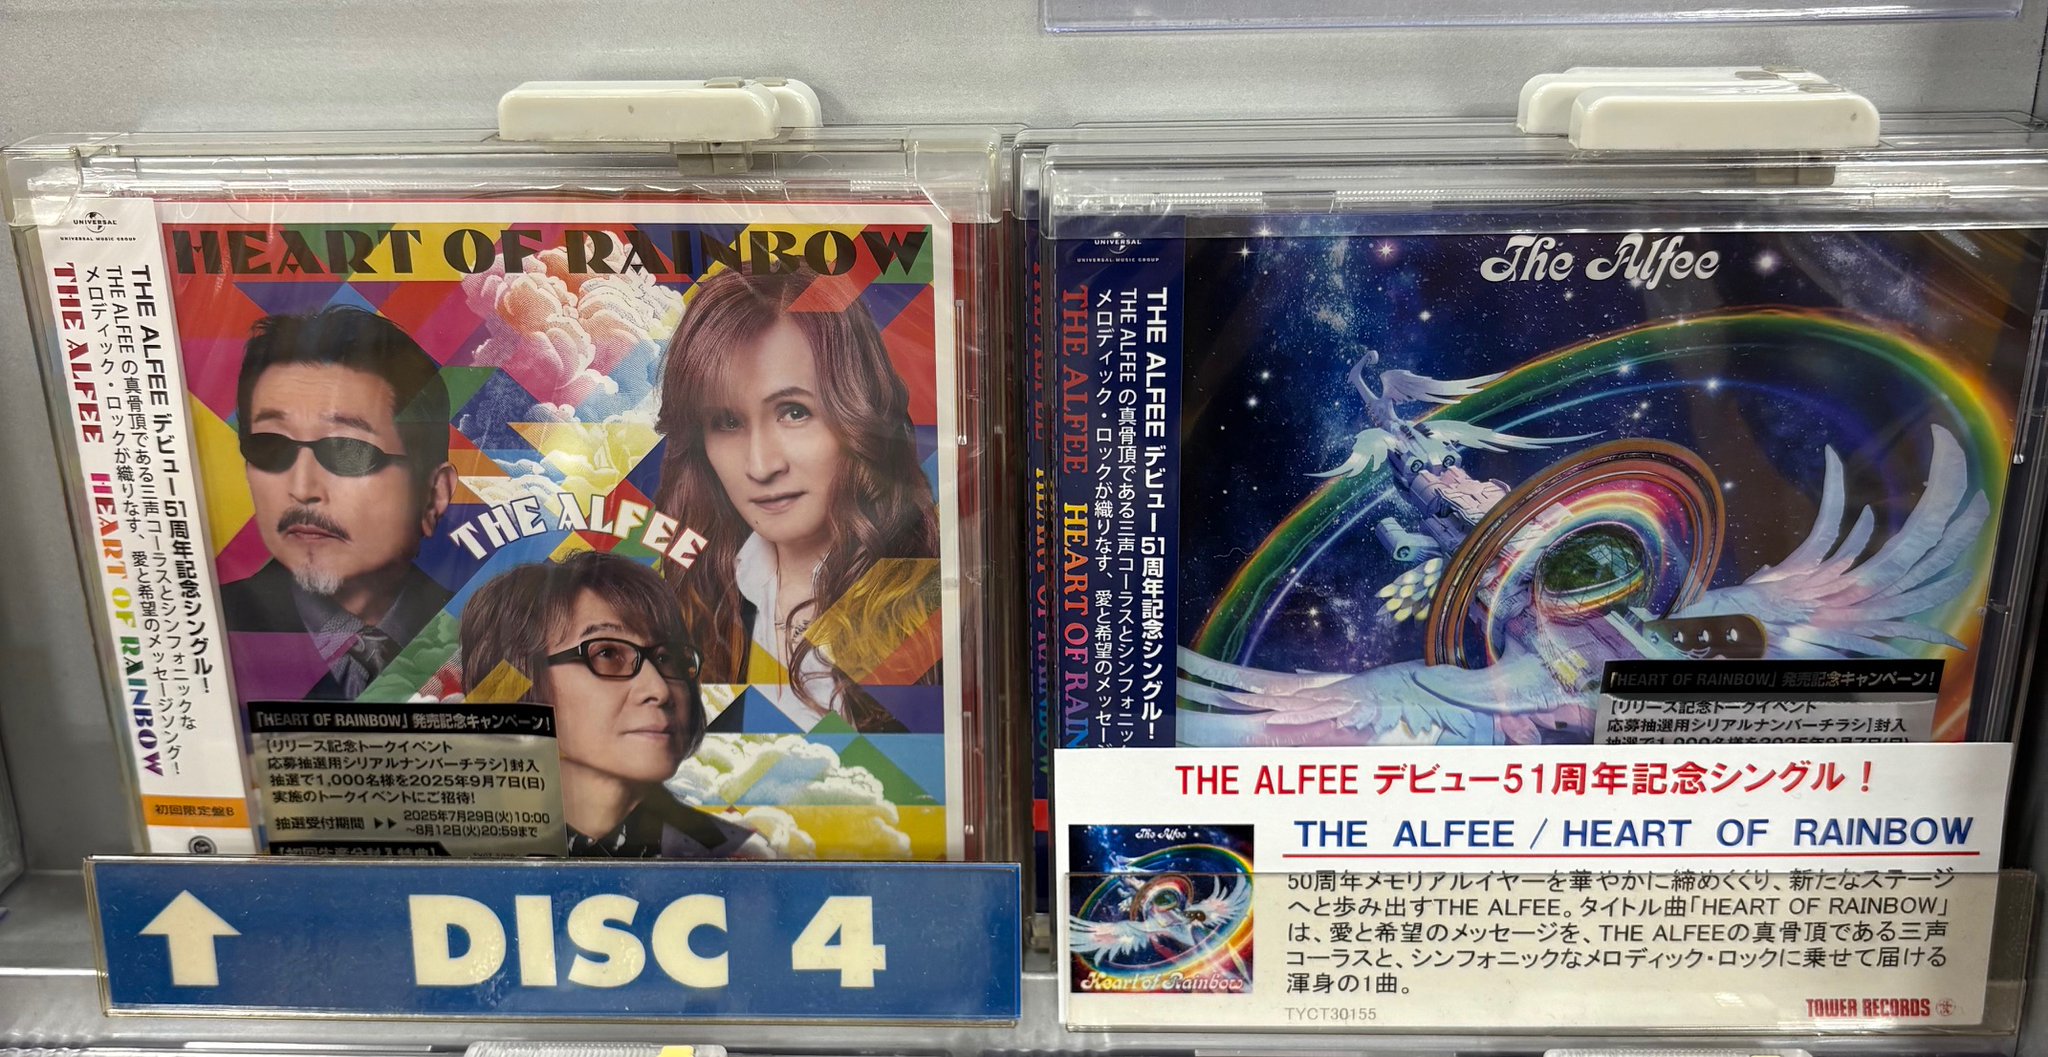 UNIVERSAL
UNIVERSAL MUSIC GROUP
THE ALFEE デビュー 51周年記念シングル!
THE ALFEE の真骨頂である三声コーラスとシンフォニックな
メロディック・ロックが織りなす、愛と希望のメッセージソング!
THE ALFEE HEART OF RAINBOW
初回限定盤B
HEART OF RAINBOW
THE ALFEE
「HEART OF RAINBOW」発売記念キャンペーン!
【リリース記念トークイベント
応募抽選用シリアルナンバーチラシ】封入
抽選で1,000名様を2025年9月7日(日)
実施のトークイベントにご招待!
抽選受付期間 ▶▶ 2025年7月29日(火)10:00
~8月12日(火)20:59まで
DISC 4
UNIVERSAL
UNIVERSAL MUSIC GROUP
THE ALFEE デビュー 51周年記念シングル!
THE ALFEE の真骨頂である三声コーラスとシンフォニッ
メロディック・ロックが織りなす、愛と希望のメッセー
THE ALFEE HEART OF RAIN
The Alfee
「HEART OF RAINBOW」発売記念キャンペーン!
【リリース記念トークイベント
応募抽選用シリアルナンバーチラシ】封入
抽選で1,000名様を2025年9月7日(日)
THE ALFEE デビュー51周年記念シングル!
THE ALFEE / HEART OF RAINBOW
The Alfee
Heart of Rainbow
50周年メモリアルイヤーを華やかに締めくくり、新たなステージ
へと歩み出すTHE ALFEE。タイトル曲「HEART OF RAINBOW」
は、愛と希望のメッセージを、THE ALFEEの真骨頂である三声
コーラスと、シンフォニックなメロディック・ロックに乗せて届ける
渾身の1曲。
TYCT30155
TOWER RECORDS